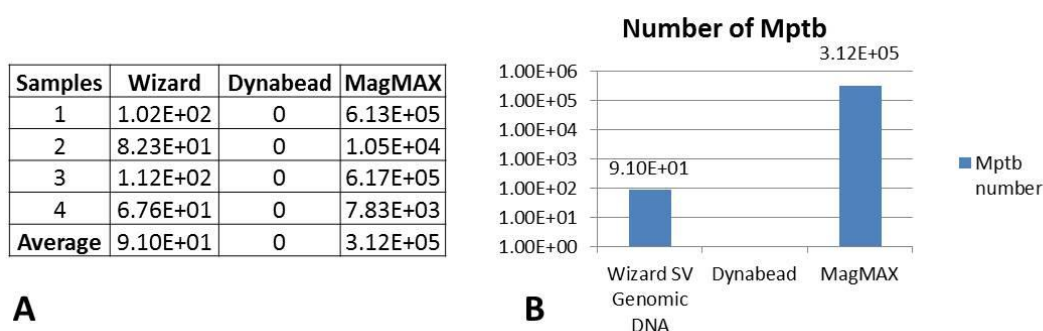 Samples Wizard Dynabead MagMAX
1 1.02E+02 0 6.13E+05
2 8.23E+01 0 1.05E+04
3 1.12E+02 0 6.17E+05
4 6.76E+01 0 7.83E+03
Average 9.10E+01 0 3.12E+05
A
Number of Mptb
3.12E+05
1.00E+06
1.00E+05
1.00E+04
1.00E+03
9.10E+01
1.00E+02
1.00E+01
1.00E+00
Wizard SV Dynabead MagMAX
Genomic
DNA
Mptb
number
B